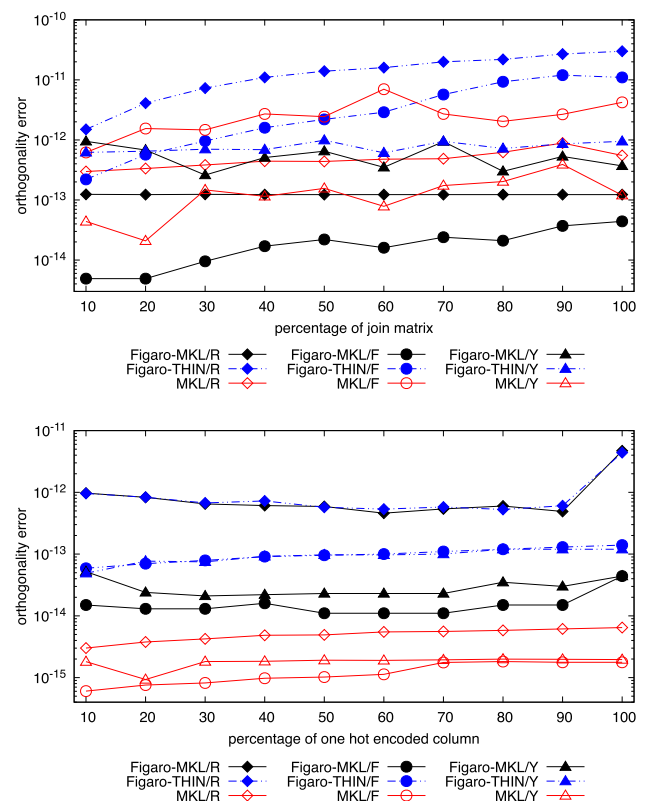 10^-10
10^-11
10^-12
10^-13
10^-14
orthogonality error
10 20 30 40 50 60 70 80 90 100
percentage of join matrix
Figaro-MKL/R Figaro-MKL/F Figaro-MKL/Y
Figaro-THIN/R Figaro-THIN/F Figaro-THIN/Y
MKL/R MKL/F MKL/Y
10^-11
10^-12
10^-13
10^-14
10^-15
orthogonality error
10 20 30 40 50 60 70 80 90 100
percentage of one hot encoded column
Figaro-MKL/R Figaro-MKL/F Figaro-MKL/Y
Figaro-THIN/R Figaro-THIN/F Figaro-THIN/Y
MKL/R MKL/F MKL/Y